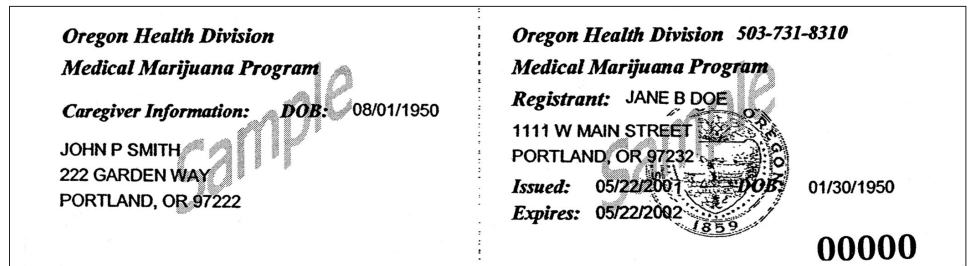 Oregon Health Division
Medical Marijuana Program
Caregiver Information: DOB: 08/01/1950
JOHN P SMITH
222 GARDEN WAY
PORTLAND, OR 97222
Sample
Oregon Health Division 503-731-8310
Medical Marijuana Program
Registrant: JANE B DOE
1111 W MAIN STREET
PORTLAND, OR 97232
Issued: 05/22/2001 DOB: 01/30/1950
Expires: 05/22/2002
00000
Sample
OREGON
1859